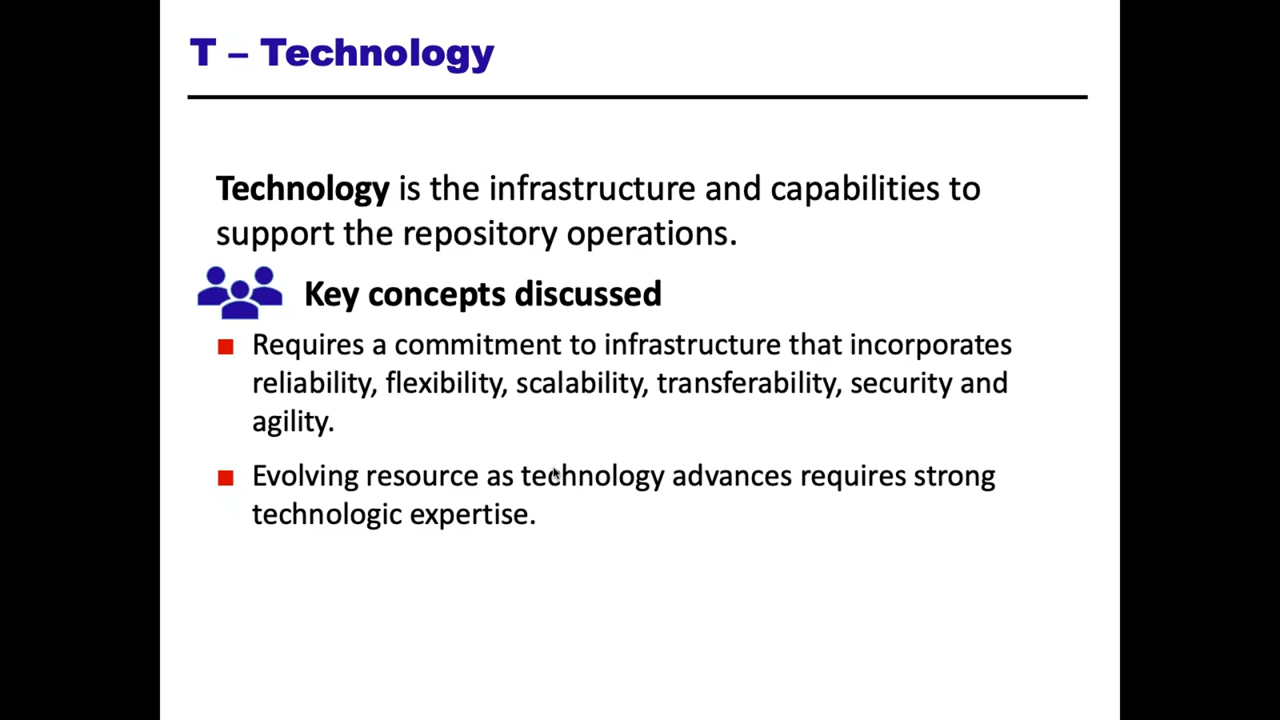 T – Technology
Technology is the infrastructure and capabilities to
support the repository operations.
Key concepts discussed
Requires a commitment to infrastructure that incorporates
reliability, flexibility, scalability, transferability, security and
agility.
Evolving resource as technology advances requires strong
technologic expertise.